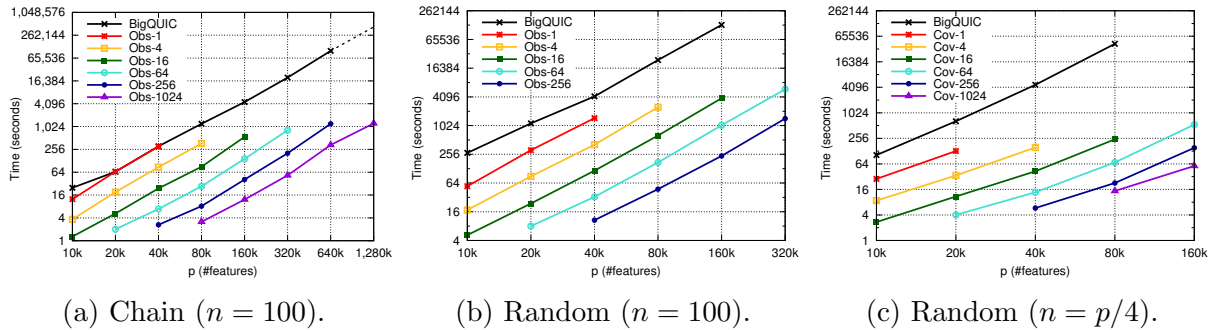 1,048,576
262,144
65,536
16,384
4,096
1,024
256
64
16
4
1
Time (seconds)
BigQUIC
Obs-1
Obs-4
Obs-16
Obs-64
Obs-256
Obs-1024
10k 20k 40k 80k 160k 320k 640k 1,280k
p (#features)
(a) Chain (n = 100).
262144
65536
16384
4096
1024
256
64
16
4
Time (seconds)
BigQUIC
Obs-1
Obs-4
Obs-16
Obs-64
Obs-256
10k 20k 40k 80k 160k 320k
p (#features)
(b) Random (n = 100).
262144
65536
16384
4096
1024
256
64
16
4
1
Time (seconds)
BigQUIC
Cov-1
Cov-4
Cov-16
Cov-64
Cov-256
Cov-1024
10k 20k 40k 80k 160k
p (#features)
(c) Random (n = p/4).